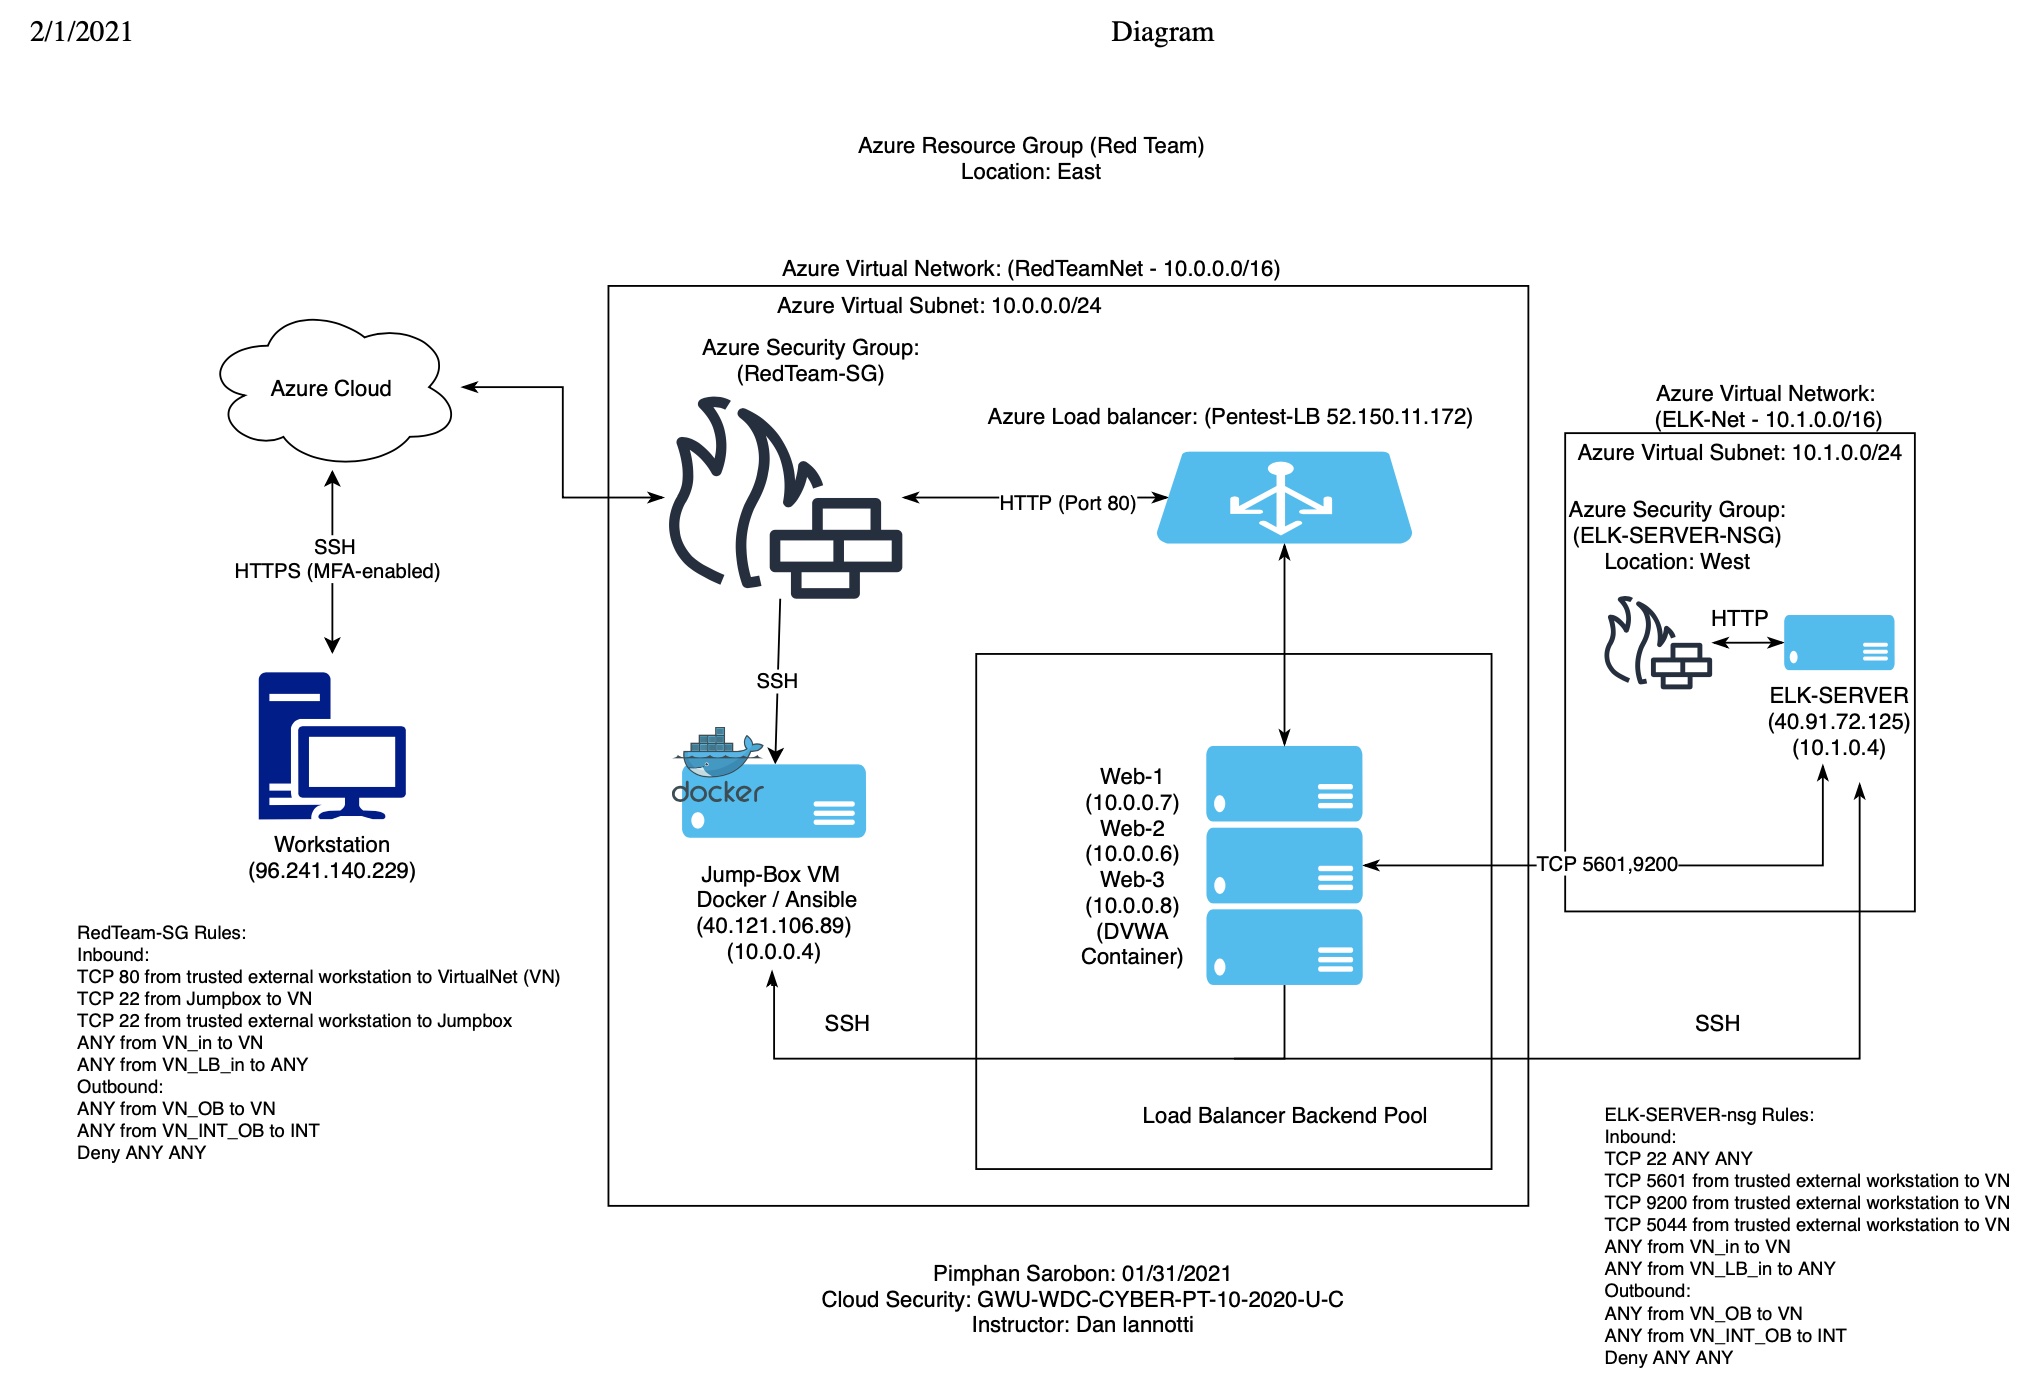 2/1/2021
Diagram
Azure Resource Group (Red Team)
Location: East
Azure Virtual Network: (RedTeamNet - 10.0.0.0/16)
Azure Virtual Subnet: 10.0.0.0/24
Azure Security Group:
(RedTeam-SG)
Azure Cloud
Azure Load balancer: (Pentest-LB 52.150.11.172)
HTTP (Port 80)
SSH
HTTPS (MFA-enabled)
Workstation
(96.241.140.229)
SSH
docker
Jump-Box VM
Docker / Ansible
(40.121.106.89)
(10.0.0.4)
Web-1
(10.0.0.7)
Web-2
(10.0.0.6)
Web-3
(10.0.0.8)
(DVWA
Container)
SSH
Load Balancer Backend Pool
Azure Virtual Network:
(ELK-Net - 10.1.0.0/16)
Azure Virtual Subnet: 10.1.0.0/24
Azure Security Group:
(ELK-SERVER-NSG)
Location: West
HTTP
ELK-SERVER
(40.91.72.125)
(10.1.0.4)
TCP 5601,9200
SSH
RedTeam-SG Rules:
Inbound:
TCP 80 from trusted external workstation to VirtualNet (VN)
TCP 22 from Jumpbox to VN
TCP 22 from trusted external workstation to Jumpbox
ANY from VN_in to VN
ANY from VN_LB_in to ANY
Outbound:
ANY from VN_OB to VN
ANY from VN_INT_OB to INT
Deny ANY ANY
ELK-SERVER-nsg Rules:
Inbound:
TCP 22 ANY ANY
TCP 5601 from trusted external workstation to VN
TCP 9200 from trusted external workstation to VN
TCP 5044 from trusted external workstation to VN
ANY from VN_in to VN
ANY from VN_LB_in to ANY
Outbound:
ANY from VN_OB to VN
ANY from VN_INT_OB to INT
Deny ANY ANY
Pimphan Sarobon: 01/31/2021
Cloud Security: GWU-WDC-CYBER-PT-10-2020-U-C
Instructor: Dan Iannotti